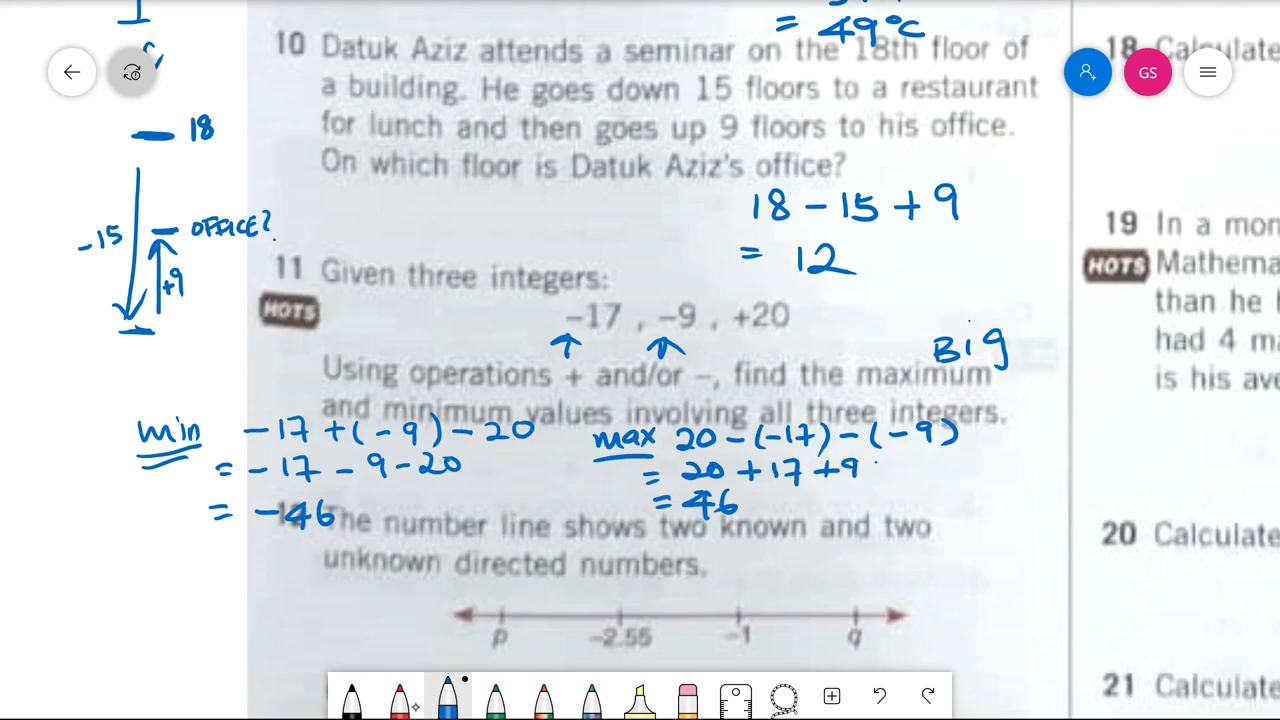 = 49°C
10 Datuk Aziz attends a seminar on the 18th floor of
a building. He goes down 15 floors to a restaurant
for lunch and then goes up 9 floors to his office.
On which floor is Datuk Aziz's office?
18
-15
OFFICE?
+9
18 - 15 + 9
= 12
11 Given three integers:
HOTS
-17 , -9 , +20
Big
Using operations + and/or -, find the maximum
and minimum values involving all three integers.
min -17 + (-9) - 20
= -17 - 9 - 20
= -46
max 20 - (-17) - (-9)
= 20 + 17 + 9
= 46
The number line shows two known and two
unknown directed numbers.
p -2.55 -1 q
18 Calculate
GS
19 In a mon
HOTS Mathema
than he
had 4 ma
is his ave
20 Calculate
21 Calculate